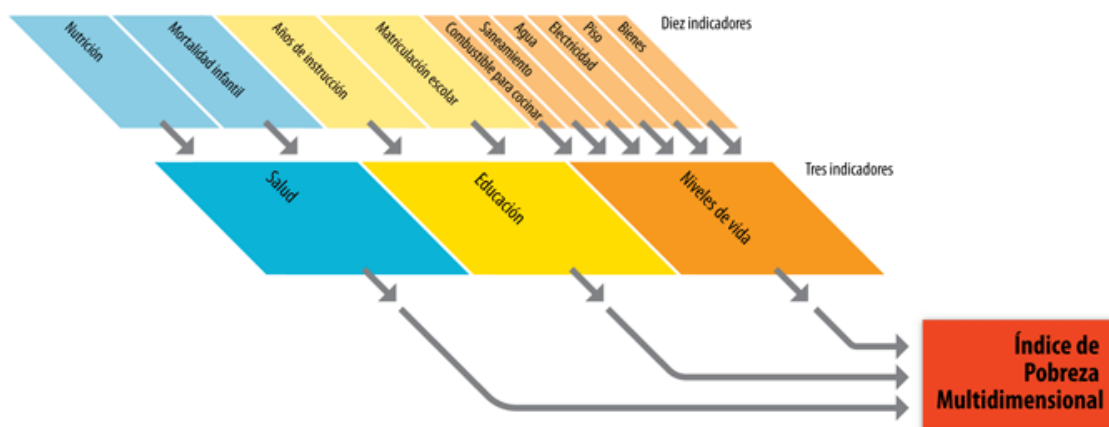 Nutrición
Mortalidad infantil
Años de instrucción
Matriculación escolar
Combustible para cocinar
Saneamiento
Agua
Electricidad
Piso
Bienes
Diez indicadores
Salud
Educación
Niveles de vida
Tres indicadores
Índice de
Pobreza
Multidimensional